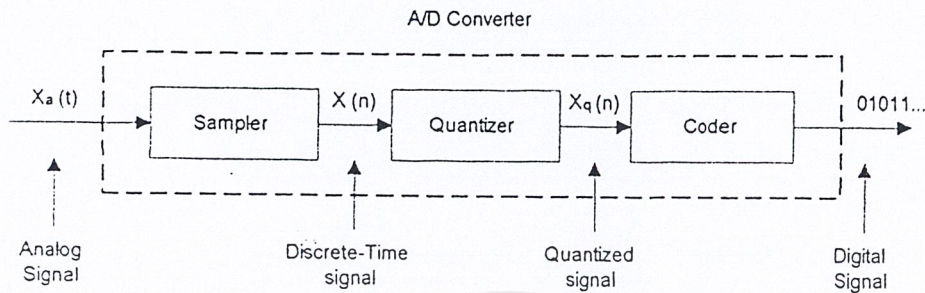 A/D Converter
Xa (t)
Sampler
X (n)
Quantizer
Xq (n)
Coder
01011...
Analog
Signal
Discrete-Time
signal
Quantized
signal
Digital
Signal